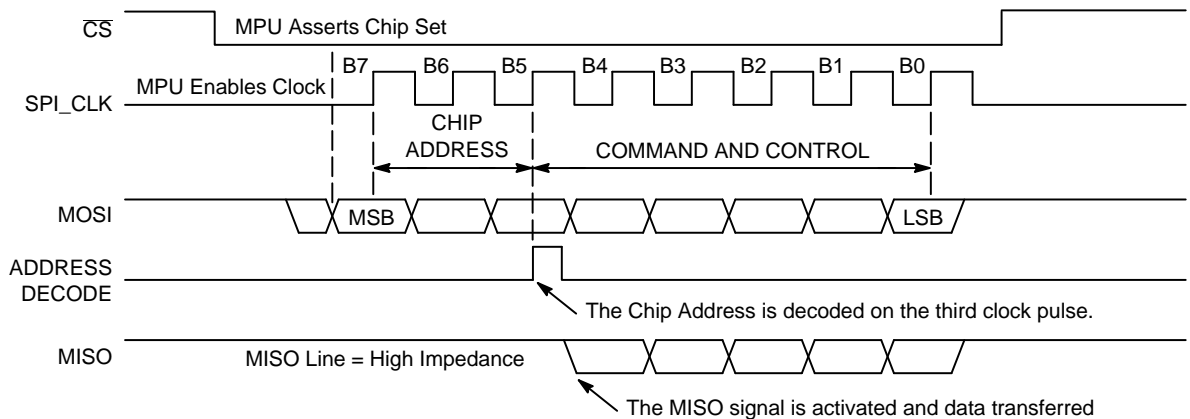 CS
MPU Asserts Chip Set
B7 B6 B5 B4 B3 B2 B1 B0
MPU Enables Clock
SPI_CLK
CHIP
ADDRESS
COMMAND AND CONTROL
MOSI
MSB
LSB
ADDRESS
DECODE
The Chip Address is decoded on the third clock pulse.
MISO
MISO Line = High Impedance
The MISO signal is activated and data transferred